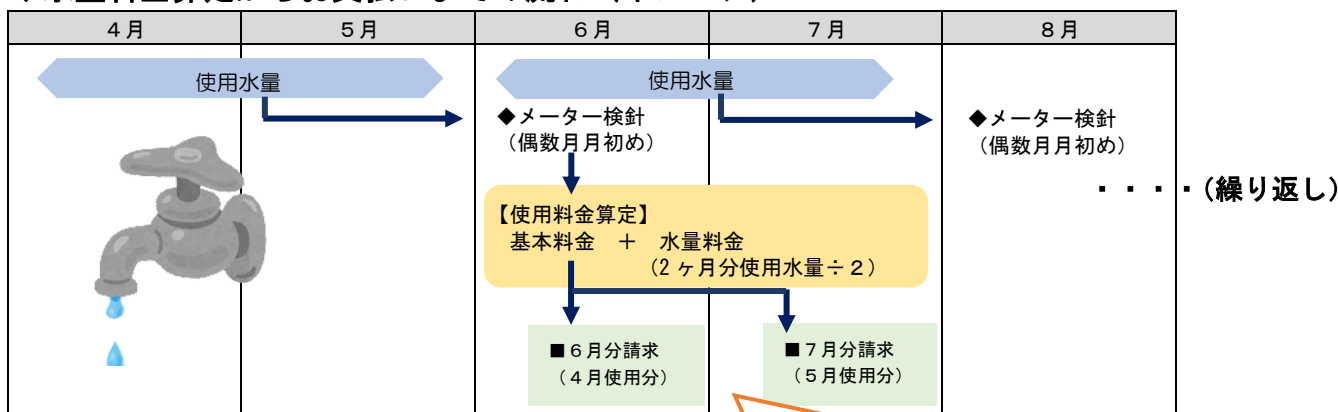 ４月
５月
６月
７月
８月
使用水量
使用水量
◆メーター検針
（偶数月月初め）
◆メーター検針
（偶数月月初め）
・・・・（繰り返し）
【使用料金算定】
基本料金　＋　水量料金
（2 ヶ月分使用水量÷２）
■６月分請求
（４月使用分）
■７月分請求
（５月使用分）